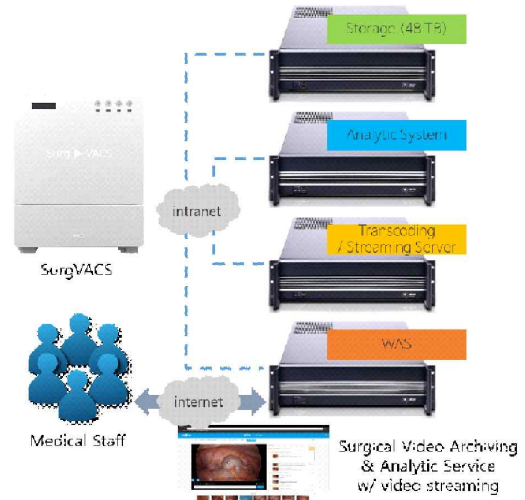 Storage (48 TB)
Analytic System
Surg VACS
intranet
Transcoding
/ Streaming Server
SurgVACS
WAS
internet
Medical Staff
Surgical Video Archiving
& Analytic Service
w/ video streaming